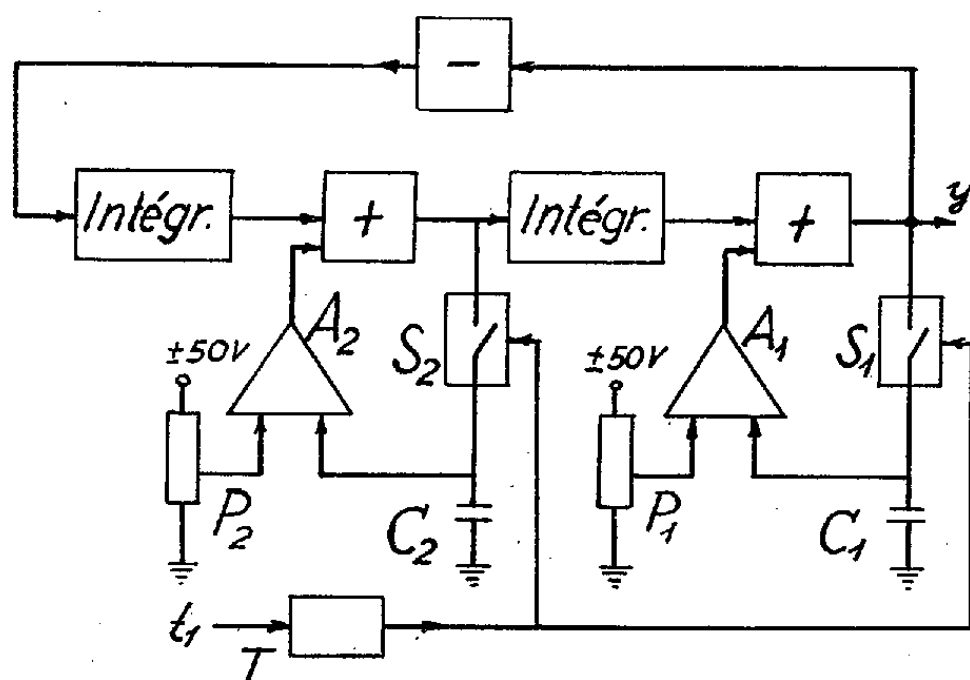 −
Intégr.
+
Intégr.
+
y
A₂
S₂
A₁
S₁
±50V
±50V
P₂
C₂
P₁
C₁
t₁
T